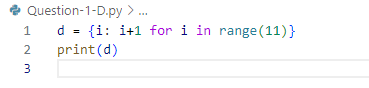 Question-1-D.py > ...
1 d = {i: i+1 for i in range(11)}
2 print(d)
3